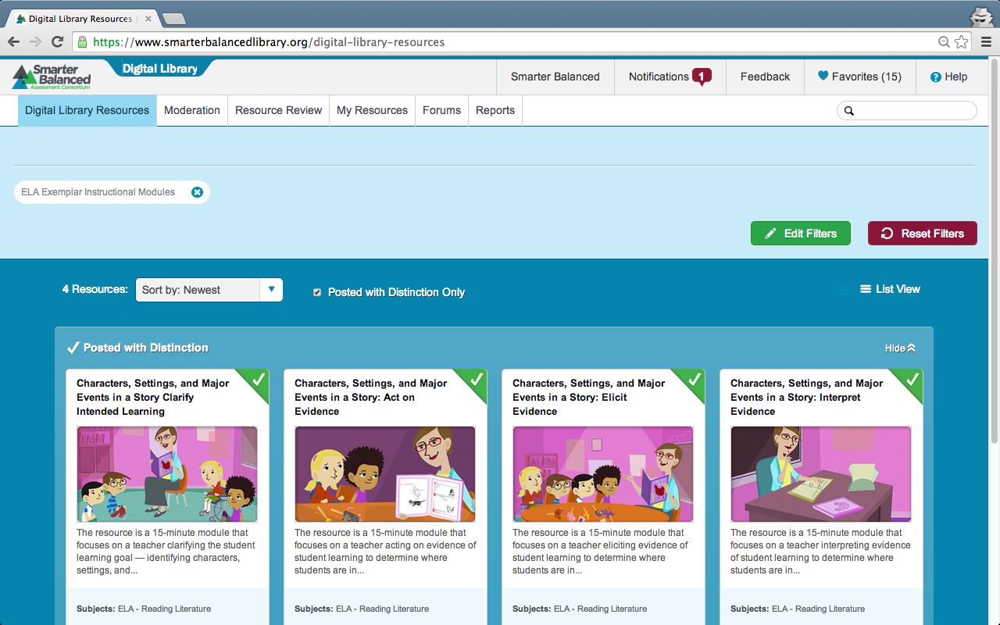 Digital Library Resources
https://www.smarterbalancedlibrary.org/digital-library-resources
Smarter Balanced
Assessment Consortium
Digital Library
Smarter Balanced
Notifications 1
Feedback
Favorites (15)
Help
Digital Library Resources
Moderation
Resource Review
My Resources
Forums
Reports
ELA Exemplar Instructional Modules
Edit Filters
Reset Filters
4 Resources:
Sort by: Newest
Posted with Distinction Only
List View
Posted with Distinction
Hide
Characters, Settings, and Major
Events in a Story Clarify
Intended Learning
The resource is a 15-minute module that
focuses on a teacher clarifying the student
learning goal — identifying characters,
settings, and...
Subjects: ELA - Reading Literature
Characters, Settings, and Major
Events in a Story: Act on
Evidence
The resource is a 15-minute module that
focuses on a teacher acting on evidence of
student learning to determine where
students are in...
Subjects: ELA - Reading Literature
Characters, Settings, and Major
Events in a Story: Elicit
Evidence
The resource is a 15-minute module that
focuses on a teacher eliciting evidence of
student learning to determine where
students are in...
Subjects: ELA - Reading Literature
Characters, Settings, and Major
Events in a Story: Interpret
Evidence
The resource is a 15-minute module that
focuses on a teacher interpreting evidence
of student learning to determine where
students are in...
Subjects: ELA - Reading Literature